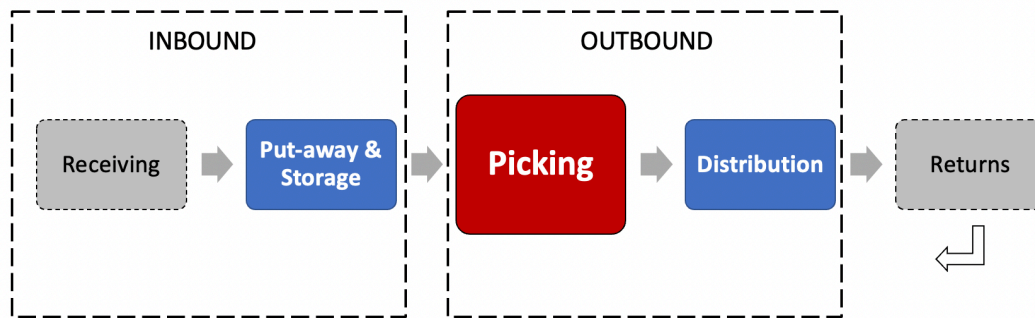 INBOUND
OUTBOUND
Receiving
Put-away &
Storage
Picking
Distribution
Returns